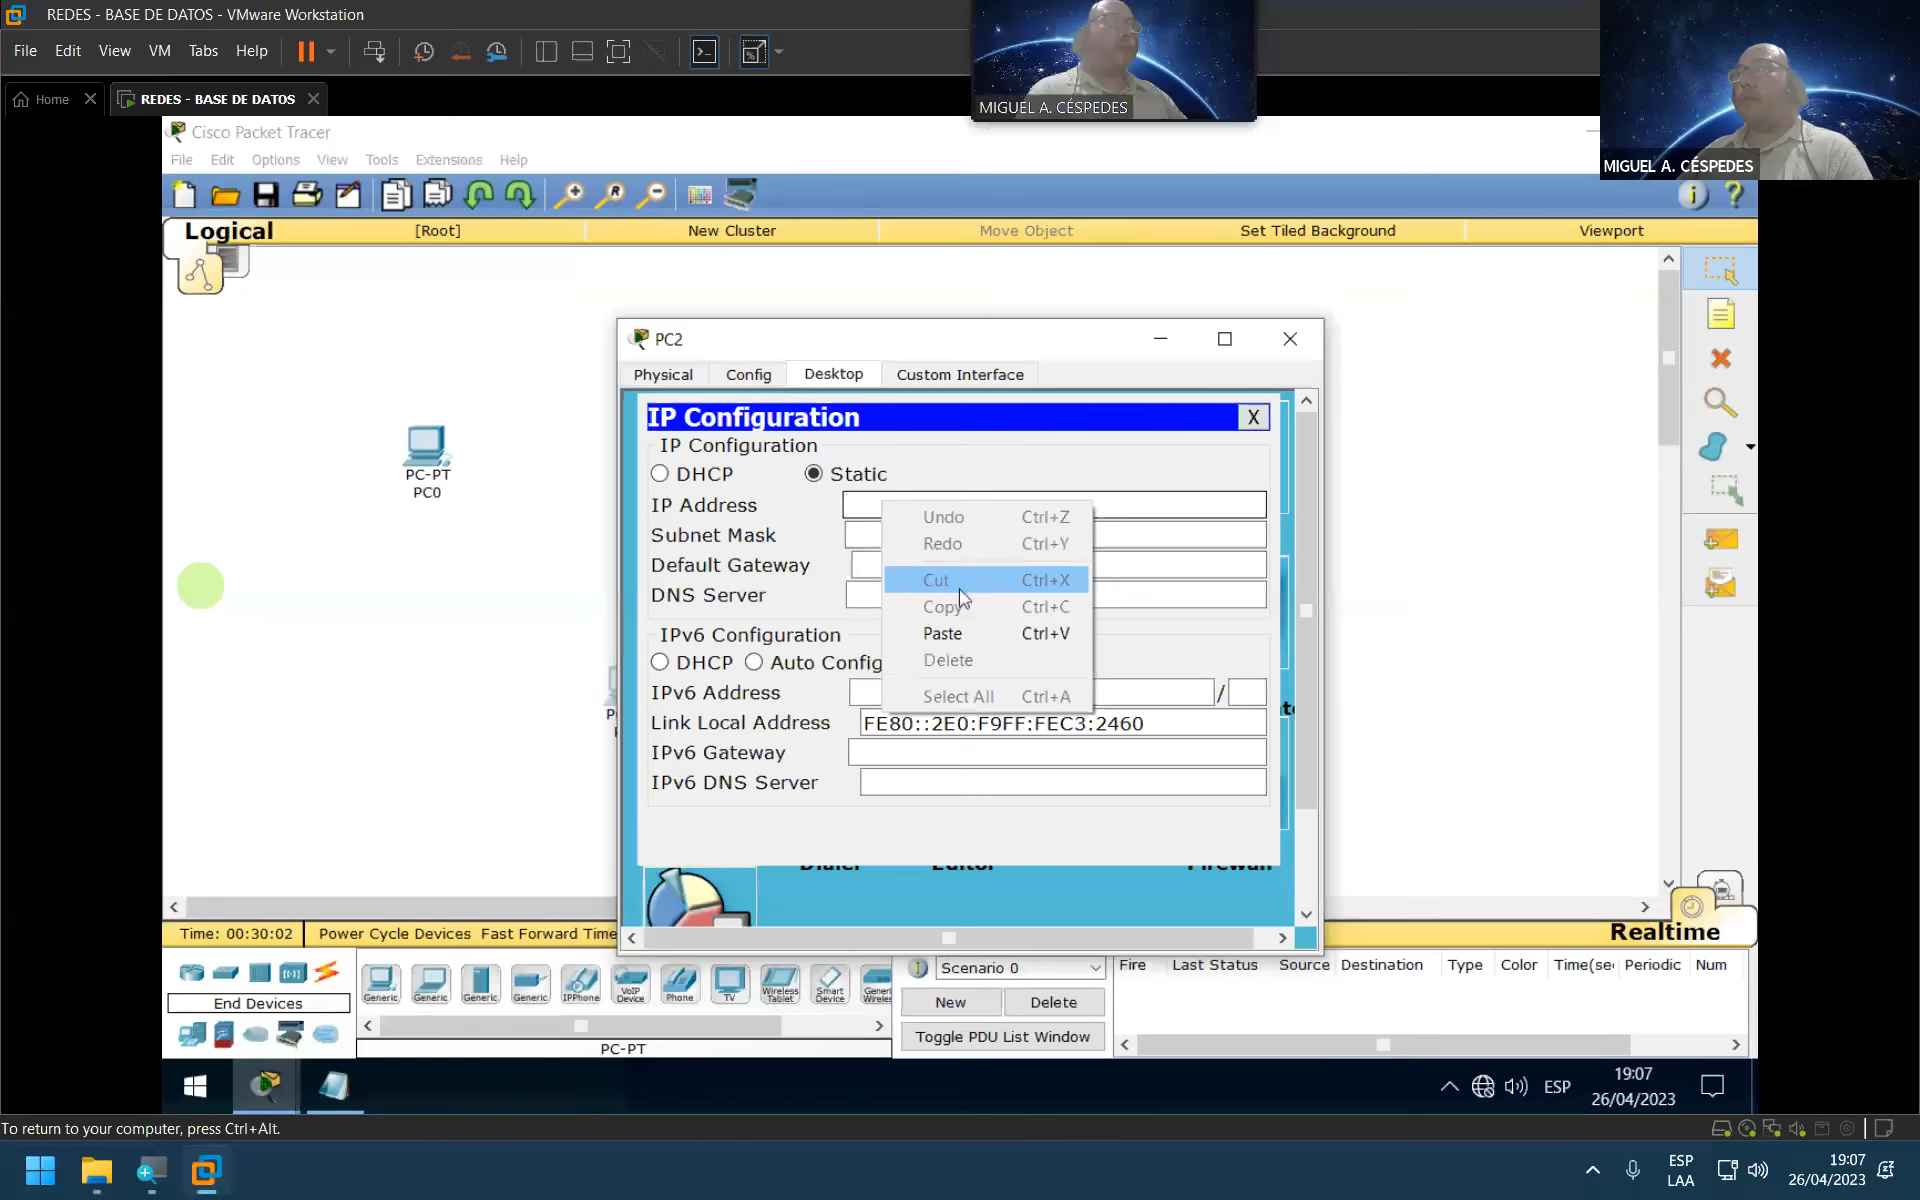 REDES - BASE DE DATOS - VMware Workstation
File Edit View VM Tabs Help
Home
REDES - BASE DE DATOS
MIGUEL A. CÉSPEDES
MIGUEL A. CÉSPEDES
Cisco Packet Tracer
File Edit Options View Tools Extensions Help
Logical [Root] New Cluster Move Object Set Tiled Background Viewport
PC-PT
PC0
PC2
Physical Config Desktop Custom Interface
IP Configuration X
IP Configuration
DHCP Static
IP Address
Subnet Mask
Default Gateway
DNS Server
Undo Ctrl+Z
Redo Ctrl+Y
Cut Ctrl+X
Copy Ctrl+C
Paste Ctrl+V
Delete
Select All Ctrl+A
IPv6 Configuration
DHCP Auto Config
IPv6 Address /
Link Local Address FE80::2E0:F9FF:FEC3:2460
IPv6 Gateway
IPv6 DNS Server
Dialer Editor Firewall
Time: 00:30:02 Power Cycle Devices Fast Forward Time
Realtime
End Devices
Generic Generic Generic Generic IPPhone VoIP Device Phone TV Wireless Tablet Smart Device Generic Wireless
PC-PT
Scenario 0
New Delete
Toggle PDU List Window
Fire Last Status Source Destination Type Color Time(sec Periodic Num
ESP
19:07
26/04/2023
To return to your computer, press Ctrl+Alt.
ESP
LAA
19:07
26/04/2023